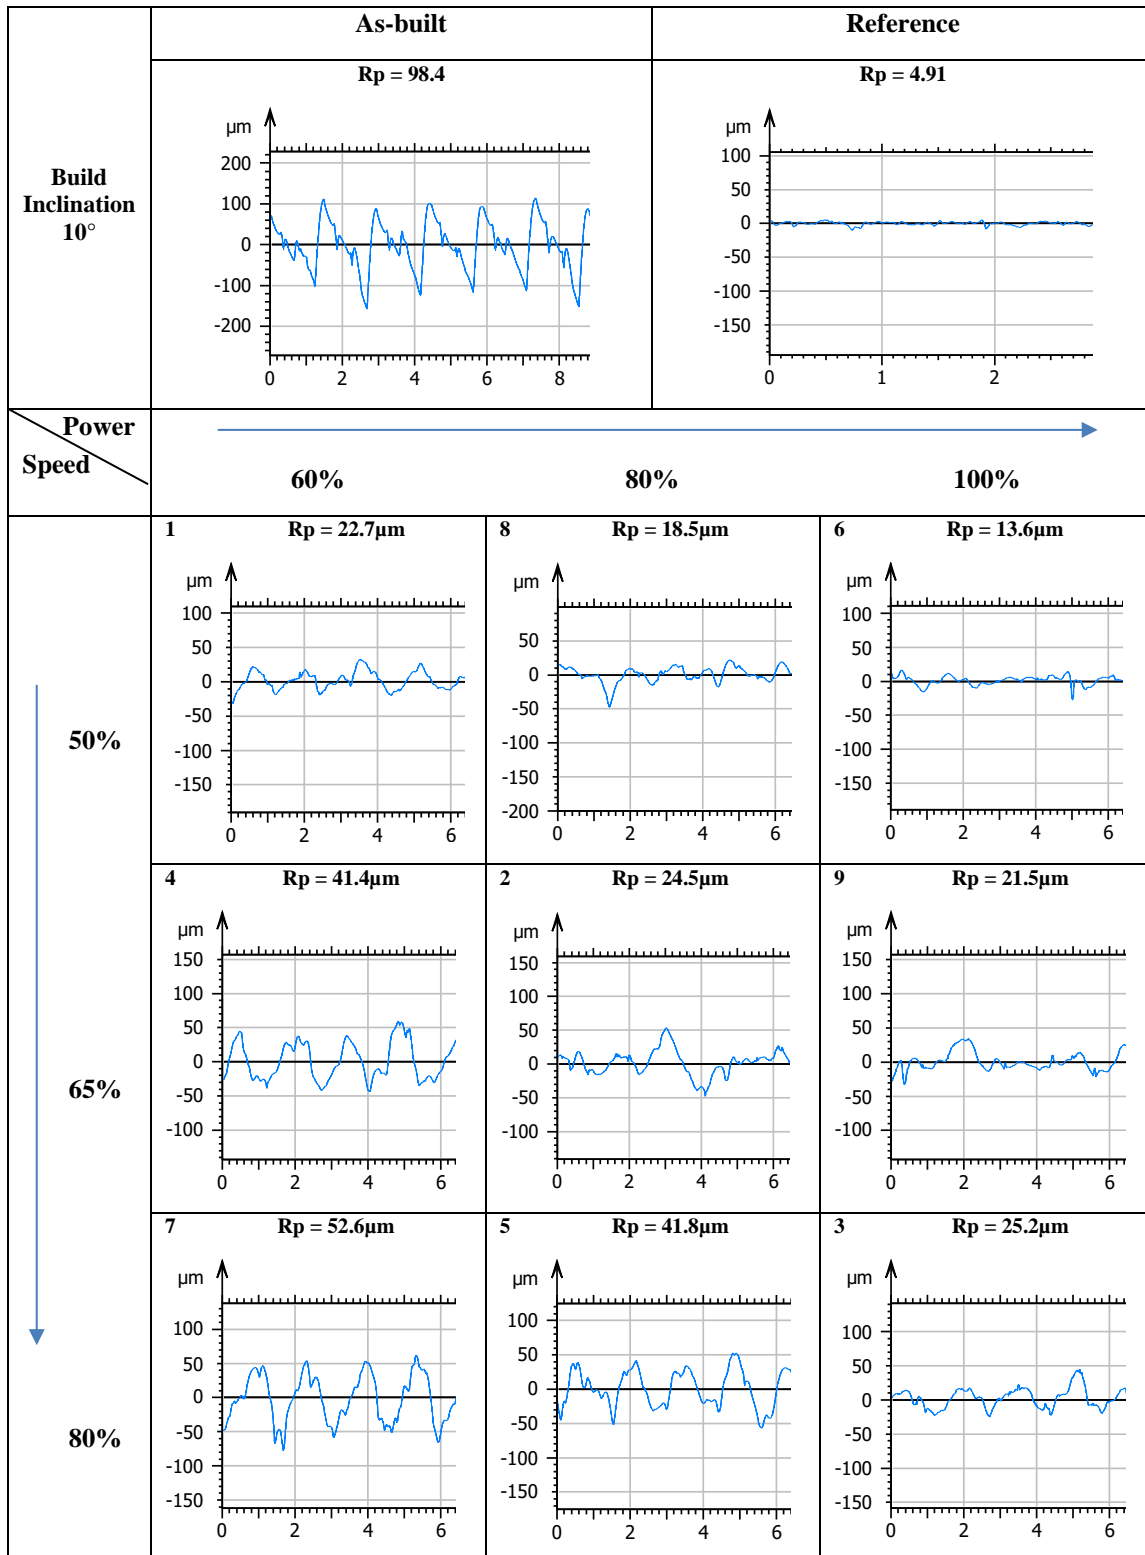 As-built
Reference
Build
Inclination
10°
Rp = 98.4
µm
200
100
0
-100
-200
0 2 4 6 8
Rp = 4.91
µm
100
50
0
-50
-100
-150
0 1 2
Power
Speed
60%
80%
100%
50%
1 Rp = 22.7µm
µm
100
50
0
-50
-100
-150
0 2 4 6
8 Rp = 18.5µm
µm
50
0
-50
-100
-150
-200
0 2 4 6
6 Rp = 13.6µm
µm
100
50
0
-50
-100
-150
0 2 4 6
65%
4 Rp = 41.4µm
µm
150
100
50
0
-50
-100
0 2 4 6
2 Rp = 24.5µm
µm
150
100
50
0
-50
-100
0 2 4 6
9 Rp = 21.5µm
µm
150
100
50
0
-50
-100
0 2 4 6
80%
7 Rp = 52.6µm
µm
100
50
0
-50
-100
-150
0 2 4 6
5 Rp = 41.8µm
µm
100
50
0
-50
-100
-150
0 2 4 6
3 Rp = 25.2µm
µm
100
50
0
-50
-100
-150
0 2 4 6